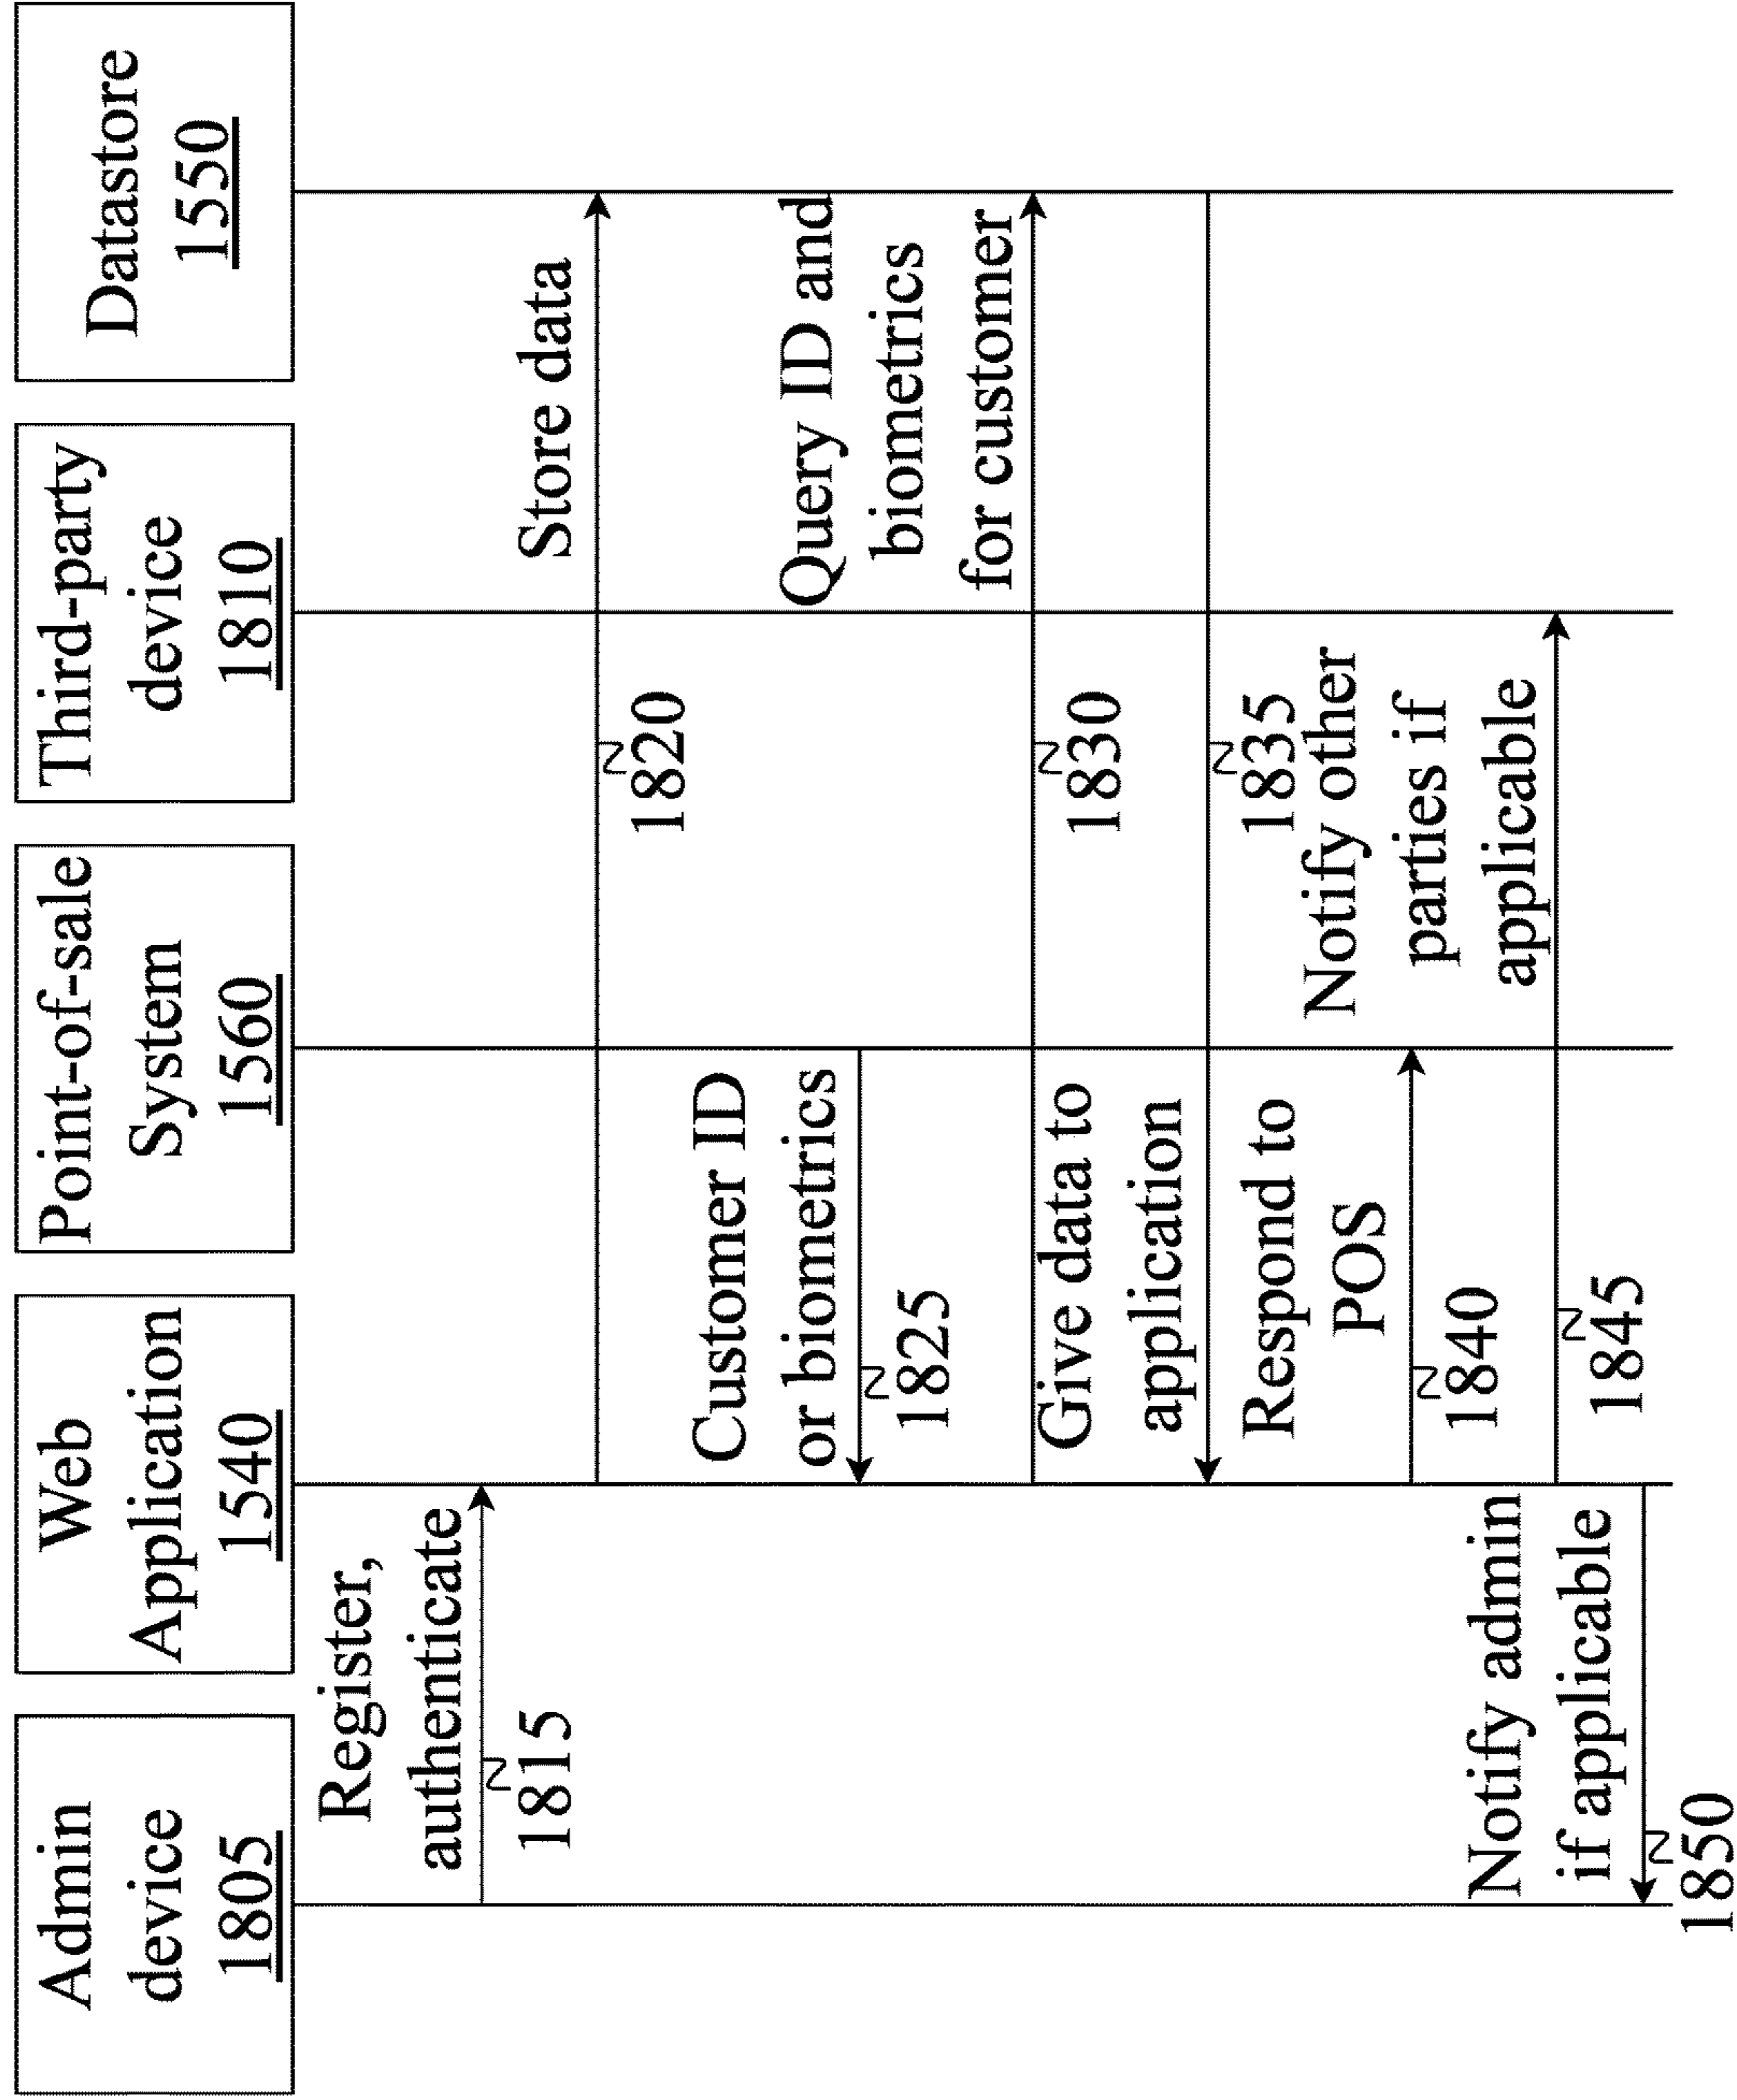 Admin
device
1805
Web
Application
1540
Point-of-sale
System
1560
Third-party
device
1810
Datastore
1550
Register,
authenticate
1815
Store data
1820
Customer ID
or biometrics
1825
Query ID and
biometrics
for customer
1830
Give data to
application
1835
Respond to
POS
1840
Notify other
parties if
applicable
1845
Notify admin
if applicable
1850